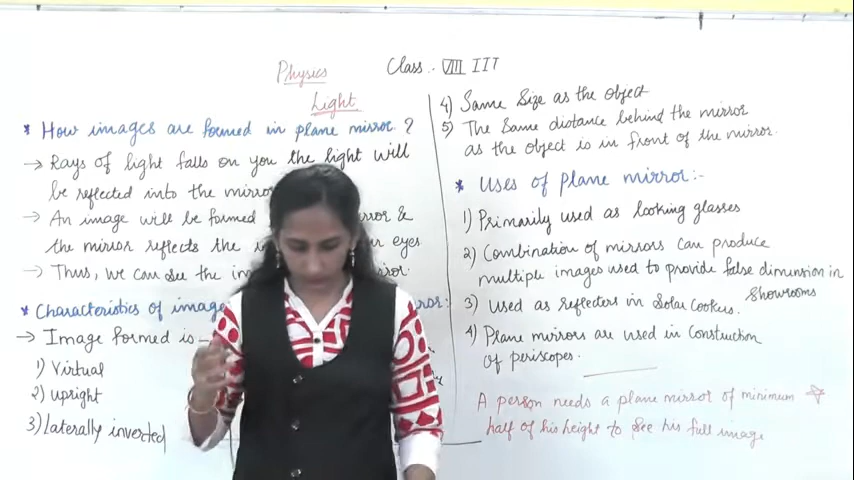 Physics
Class :- VIII III
Light
* How images are formed in plane mirror ?
→ Rays of light falls on you the light will
be reflected into the mirror
→ An image will be formed &
the mirror reflects the eyes
→ Thus, we can see the mirror.
* Characteristics of image
→ Image formed is
1) Virtual
2) upright
3) laterally inverted
4) Same Size as the object
5) The Same distance behind the mirror
as the object is in front of the mirror.
* Uses of plane mirror :-
1) Primarily used as looking glasses
2) Combination of mirrors can produce
multiple images used to provide false dimension in
Showrooms
3) Used as reflectors in Solar Cookers.
4) Plane mirrors are used in Construction
Of periscopes.
A person needs a plane mirror of minimum
half of his height to see his full image